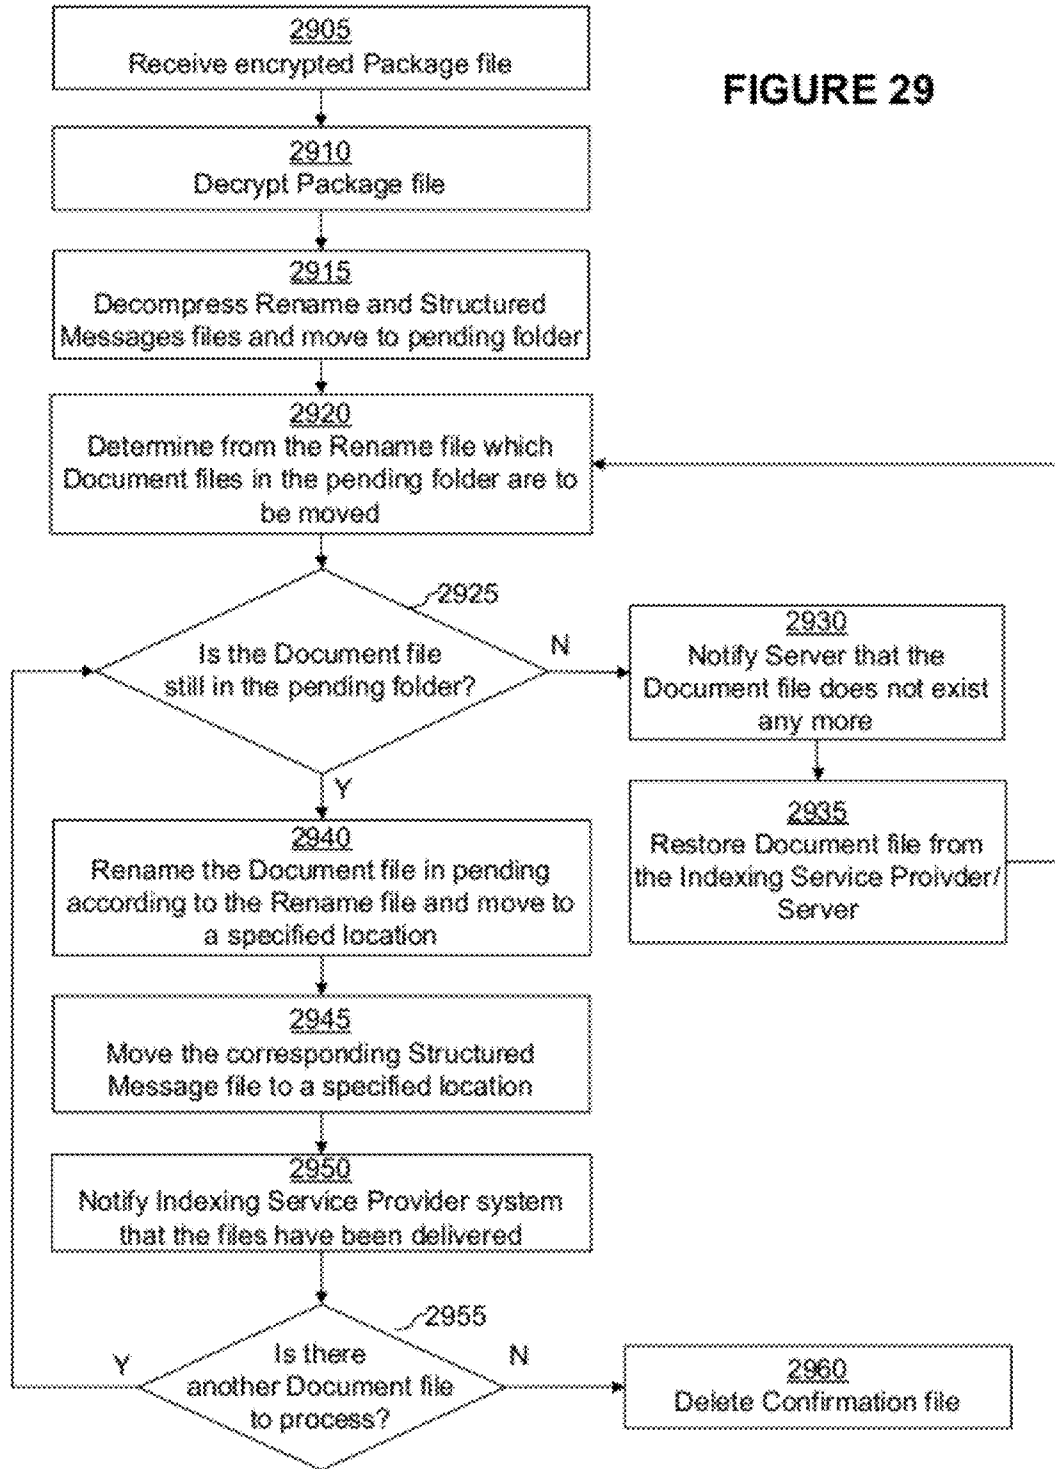 2905
Receive encrypted Package file
FIGURE 29
2910
Decrypt Package file
2915
Decompress Rename and Structured
Messages files and move to pending folder
2920
Determine from the Rename file which
Document files in the pending folder are to
be moved
2925
Is the Document file
still in the pending folder?
N
2930
Notify Server that the
Document file does not exist
any more
Y
2935
Restore Document file from
the Indexing Service Proivder/
Server
2940
Rename the Document file in pending
according to the Rename file and move to
a specified location
2945
Move the corresponding Structured
Message file to a specified location
2950
Notify Indexing Service Provider system
that the files have been delivered
2955
Is there
another Document file
to process?
Y
N
2960
Delete Confirmation file